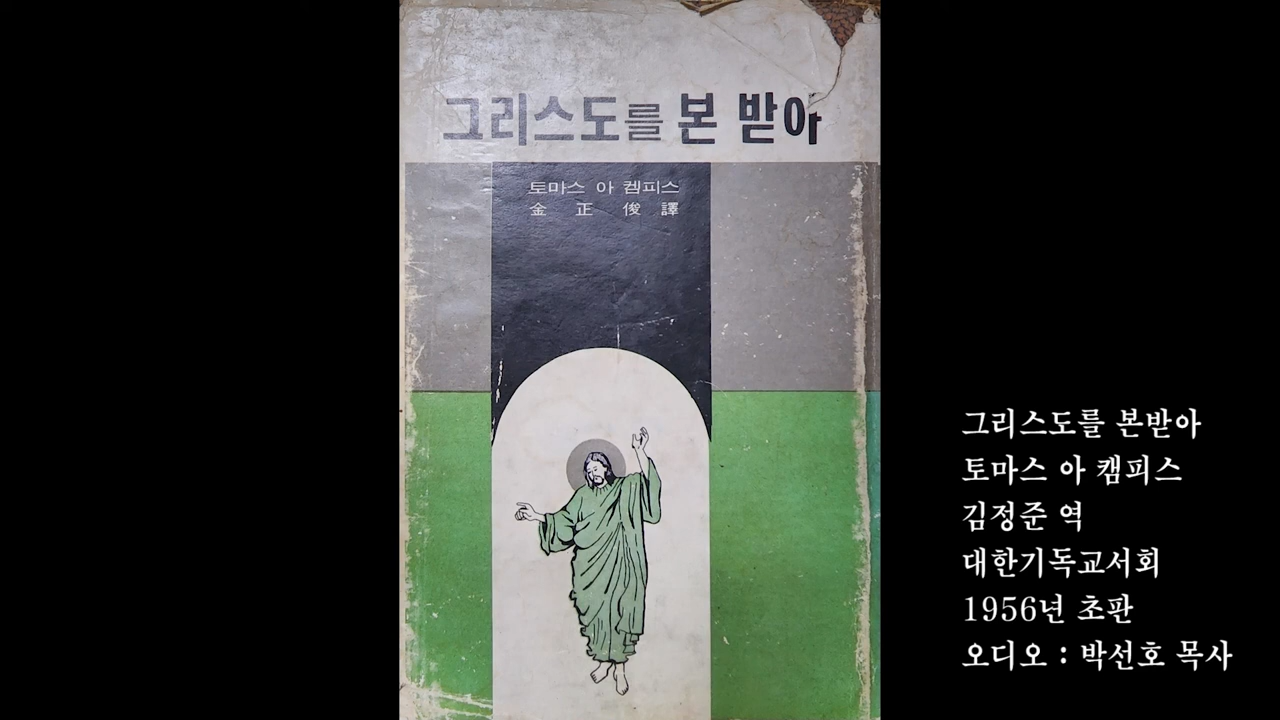 그리스도를 본 받아
토마스 아 켐피스
金 正 俊 譯
그리스도를 본받아
토마스 아 캠피스
김정준 역
대한기독교서회
1956년 초판
오디오 : 박선호 목사